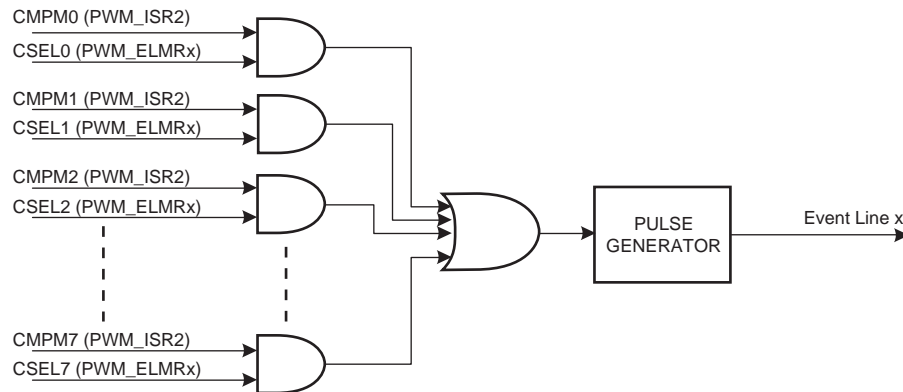 CMPM0 (PWM_ISR2)
CSEL0 (PWM_ELMRx)
CMPM1 (PWM_ISR2)
CSEL1 (PWM_ELMRx)
CMPM2 (PWM_ISR2)
CSEL2 (PWM_ELMRx)
CMPM7 (PWM_ISR2)
CSEL7 (PWM_ELMRx)
PULSE
GENERATOR
Event Line x